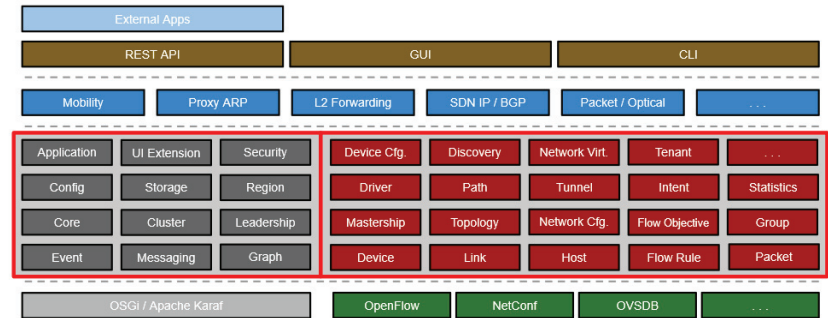 External Apps
REST API GUI CLI
Mobility Proxy ARP L2 Forwarding SDN IP / BGP Packet / Optical . . .
Application UI Extension Security Device Cfg. Discovery Network Virt. Tenant . . .
Config Storage Region Driver Path Tunnel Intent Statistics
Core Cluster Leadership Mastership Topology Network Cfg. Flow Objective Group
Event Messaging Graph Device Link Host Flow Rule Packet
OSGi / Apache Karaf OpenFlow NetConf OVSDB . . .